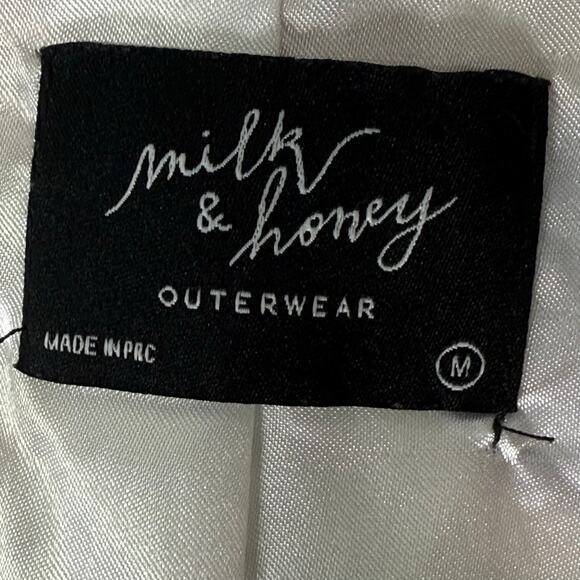 milk
& honey
OUTERWEAR
MADE IN PRC
M